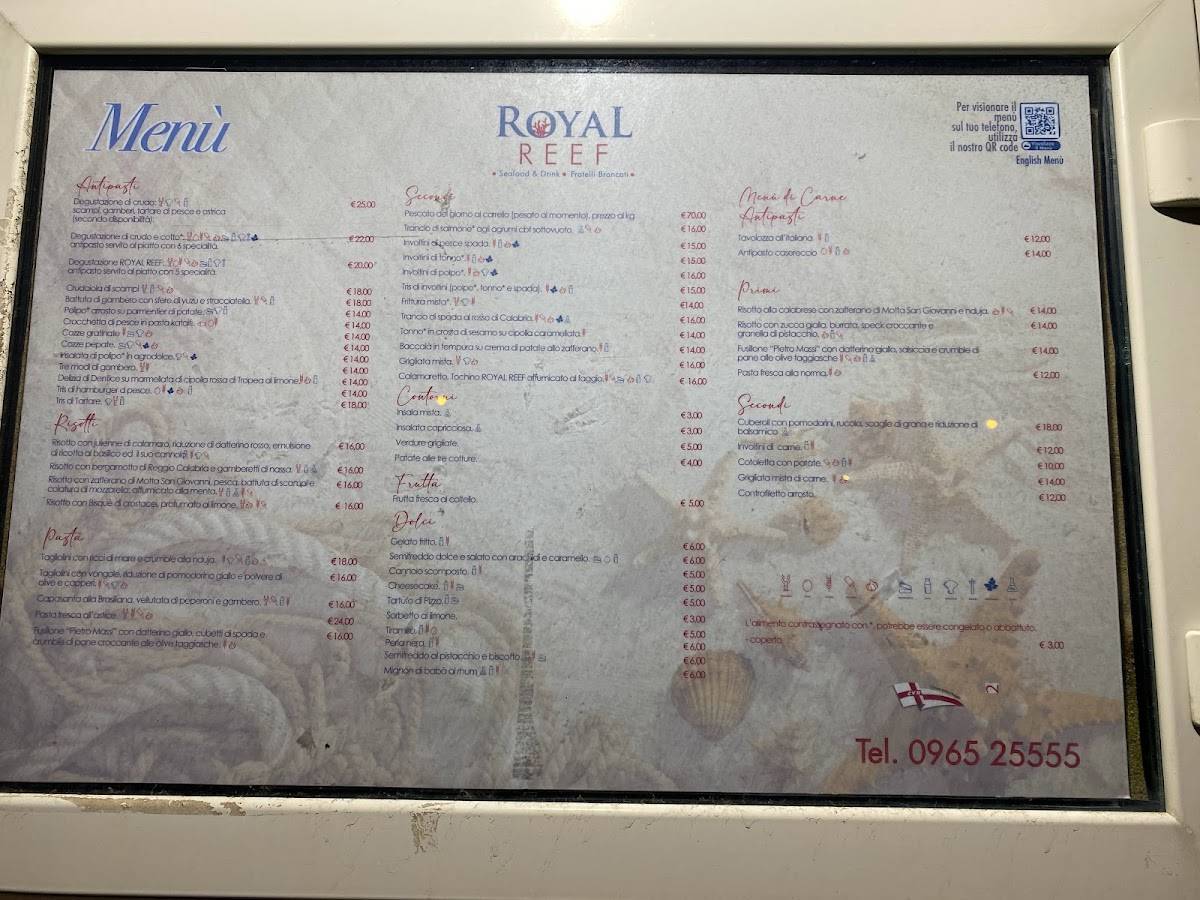 Menù
ROYAL
REEF
• Seafood & Drink • Fratelli Brancati •
Per visionare il
menù
sul tuo telefono,
utilizza
il nostro QR code
Visualizza
il Menù
English Menù
Antipasti
Degustazione di crudo: € 25,00
scampi, gamberi, tartare di pesce e ostrica
(secondo disponibilità).
Degustazione di crudo e cotto*. € 22,00
antipasto servito al piatto con 6 specialità.
Degustazione ROYAL REEF. € 20,00
antipasto servito al piatto con 5 specialità.
Crudaiola di scampi € 18,00
Battuta di gambero con sfere di yuzu e stracciatella. € 18,00
Polipo* arrosto su parmentier di patate. € 14,00
Crocchetta di pesce in pasta kataifi. € 14,00
Cozze gratinate € 14,00
Cozze pepate. € 14,00
Insalata di polipo* in agrodolce. € 14,00
Tre modi di gambero. € 14,00
Delizia di Dentice su marmelata di cipolla rossa di Tropea al limone. € 14,00
Tris di hamburger di pesce. € 14,00
Tris di Tartare. € 18,00
Risotti
Risotto con julienne di calamaro, riduzione di datterino rosso, emulsione € 16,00
di ricotta al basilico ed il suo cannolo
Risotto con bergamotto di Reggio Calabria e gamberetti di nassa. € 16,00
Risotto con zafferano di Motta San Giovanni, pesca, battuta di scampi e € 16,00
colatura di mozzarella, affumicato alla menta.
Risotto con Bisque di crostacei, profumato al limone. € 16,00
Pasta
Tagliolini con ricci di mare e crumble alla nduja. € 18,00
Tagliolini con vongole, riduzione di pomodorino giallo e polvere di € 16,00
olive e capperi.
Capasanta alla Brasiliana, vellutata di peperoni e gambero. € 16,00
Pasta fresca all'astice. € 24,00
Fusillone "Pietro Massi" con datterino giallo, cubetti di spada e € 16,00
crumble di pane croccante alle olive taggiasche.
Secondi
Pescato del giorno al carrello (pesato al momento), prezzo al kg € 70,00
Trancio di salmone* agli agrumi cbt sottovuoto. € 16,00
Involtini di pesce spada. € 15,00
Involtini di tonno*. € 15,00
Involtini di polpo*. € 16,00
Tris di involtini (polpo*, tonno e spada). € 15,00
Frittura mista*. €14,00
Trancio di spada al rosso di Calabria. € 16,00
Tonno* in crosta di sesamo su cipolla caramellata. € 14,00
Baccalà in tempura su crema di patate allo zafferano. € 14,00
Grigliata mista. € 16,00
Calamaretto, Tochino ROYAL REEF affumicato al faggio. € 16,00
Contorni
Insala mista. € 3,00
Insalata capricciosa. € 3,00
Verdure grigliate. € 5,00
Patate alle tre cotture. € 4,00
Frutta
Frutta fresca al coltello. € 5,00
Dolci
Gelato fritto. € 6,00
Semifreddo dolce e salato con arachidi e caramello. € 6,00
Cannolo scomposto. € 5,00
Cheesecake. € 5,00
Tartufo di Pizzo. € 5,00
Sorbetto al limone. € 3,00
Tiramilù. € 5,00
Perla nera. € 6,00
Semifreddo al pistacchio e biscotto. € 6,00
Mignon di babà al rhum € 6,00
Menù di Carne
Antipasti
Tavolozza all'italiana. € 12,00
Antipasto casereccio € 14,00
Primi
Risotto alla calabrese con zafferano di Motta San Giovanni e nduja. € 14,00
Risotto con zucca gialla, burrata, speck croccante e € 14,00
granella di pistacchio.
Fusillone "Pietro Massi" con datterino giallo, salsiccia e crumble di € 14,00
pane alle olive taggiasche
Pasta fresca alla norma. € 12,00
Secondi
Cuberoll con pomodorini, rucola, scaglie di grana e riduzione di € 18,00
balsamico
Involtini di carne. € 12,00
Cotoletta con patate. € 10,00
Grigliata mista di carne. € 14,00
Controfiletto arrosto. € 12,00
L'alimento contrassegnato con *, potrebbe essere congelato o abbattuto.
- coperto € 3,00
2
Tel. 0965 25555